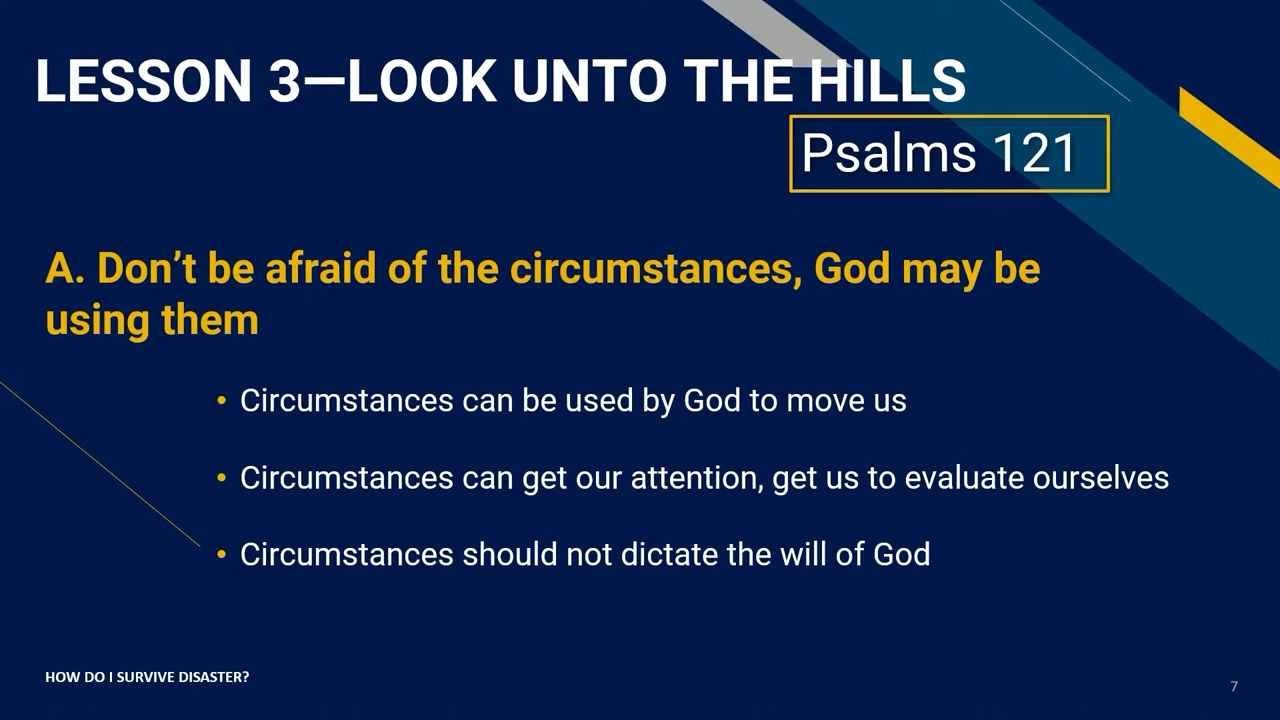 LESSON 3—LOOK UNTO THE HILLS
Psalms 121
A. Don’t be afraid of the circumstances, God may be
using them
• Circumstances can be used by God to move us
• Circumstances can get our attention, get us to evaluate ourselves
• Circumstances should not dictate the will of God
HOW DO I SURVIVE DISASTER?
7